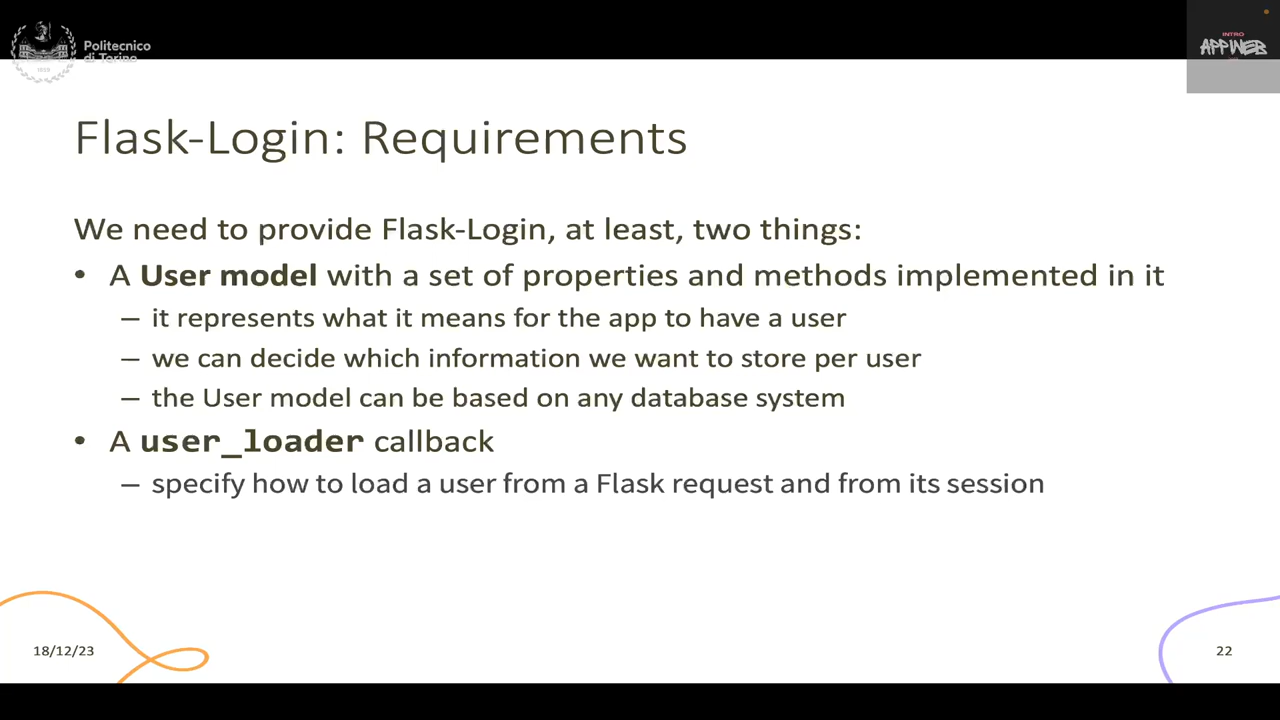 Politecnico
di Torino
1859
INTRO
APPWEB
Flask-Login: Requirements
We need to provide Flask-Login, at least, two things:
• A User model with a set of properties and methods implemented in it
– it represents what it means for the app to have a user
– we can decide which information we want to store per user
– the User model can be based on any database system
• A user_loader callback
– specify how to load a user from a Flask request and from its session
18/12/23
22